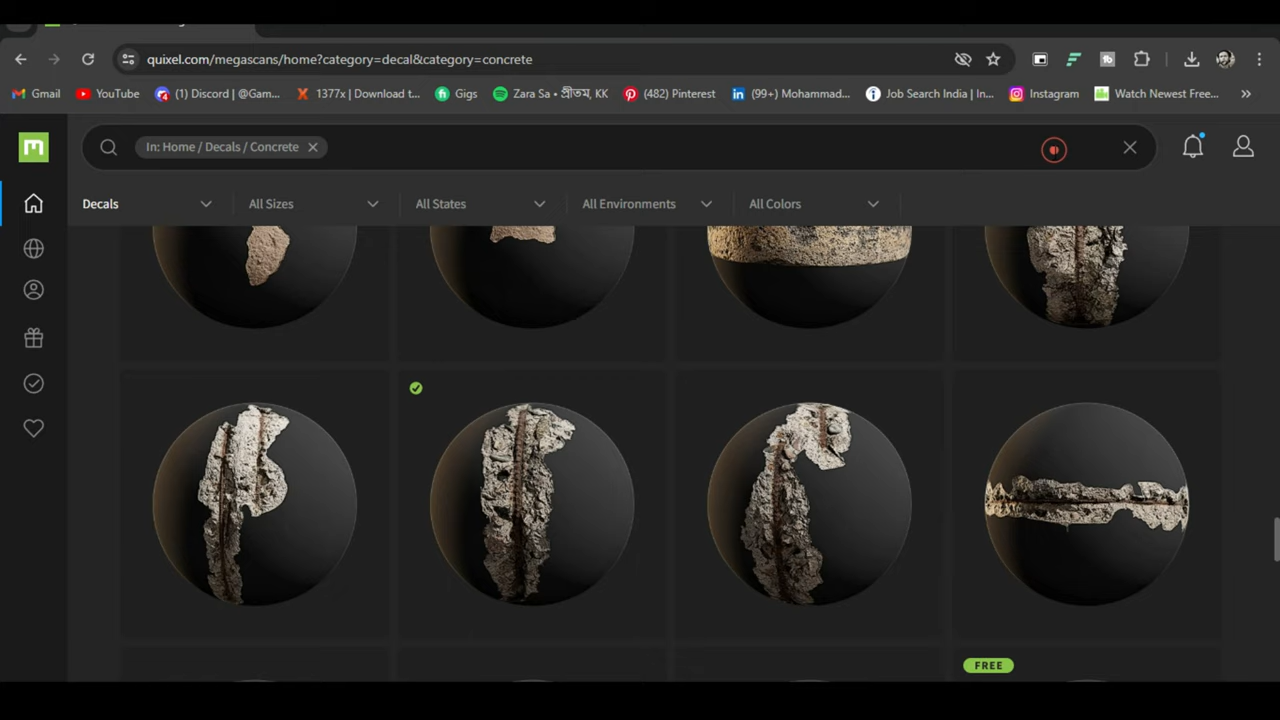 quixel.com/megascans/home?category=decal&category=concrete
Gmail YouTube (1) Discord | @Gam... 1377x | Download t... Gigs Zara Sa • প্রীতম, KK (482) Pinterest (99+) Mohammad... Job Search India | In... Instagram Watch Newest Free... »
In: Home / Decals / Concrete
Decals All Sizes All States All Environments All Colors
FREE